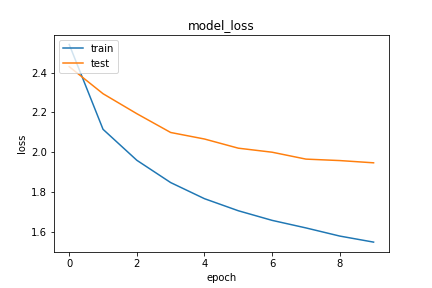 model_loss
train
test
2.4
2.2
2.0
1.8
1.6
loss
0 2 4 6 8
epoch